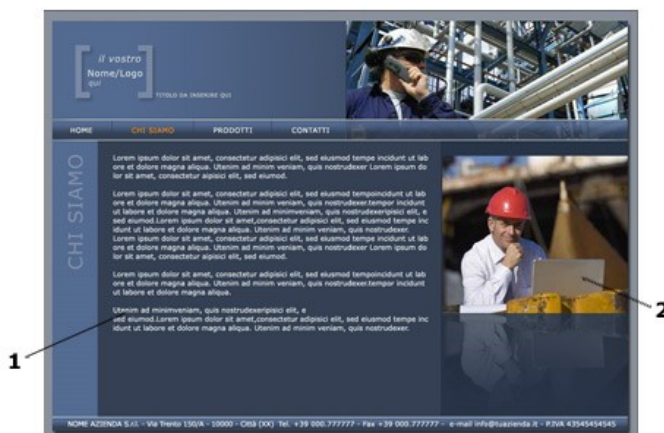 il vostro
Nome/Logo
qui
TITOLO DA INSERIRE QUI
HOME CHI SIAMO PRODOTTI CONTATTI
CHI SIAMO
Lorem ipsum dolor sit amet, consectetur adipisici elit, sed eiusmod tempe incidunt ut lab
ore et dolore magna aliqua. Utenim ad minim veniam, quis nostrudexer Lorem ipsum do
lor sit amet, consectetur aipisici elit, sed eiumod.
Lorem ipsum dolor sit amet, consectetur adipisici elit, sed eiusmod tempoincidunt ut lab
ore et dolore magna aliqua. Utenim ad minim veniam, quis nostrudexer.tempor incidunt
ut labore et dolore magna aliqua. Utenim ad minimveniam, quis nostrudexeripisici elit, e
sed eiumod.Lorem ipsum dolor sit amet,consectetur adipisici elit, sed eiusmod tempe inc
idunt ut labore et dolore magna aliqua. Utenim ad minim veniam, quis nostrudexer.
Lorem ipsum dolor sit amet, consectetur adipisici elit, sed eiusmod tempoincidunt ut lab
ore et dolore magna aliqua. Utenim ad minim veniam, quis nostrudexer Lorem ipsum do
lor sit amet, consectetur aipisici elit, sed eiumod.
Lorem ipsum dolor sit amet, consectetur adipisici elit, sed eiusmod tempoincidunt ut lab
ore et dolore magna aliqua. Utenim ad minim veniam, quis nostrudexer.tempor incidunt
ut labore et dolore magna aliqua.
Utenim ad minimveniam, quis nostrudexeripisici elit, e
sed eiumod.Lorem ipsum dolor sit amet,consectetur adipisici elit, sed eiusmod tempe inc
idunt ut labore et dolore magna aliqua. Utenim ad minim veniam, quis nostrudexer.
1
2
NOME AZIENDA S.r.l. - Via Trento 150/A - 10000 - Città (XX) Tel. +39 000.777777 - Fax +39 000.777777 - e-mail info@tuazienda.it - P.IVA 43545454545